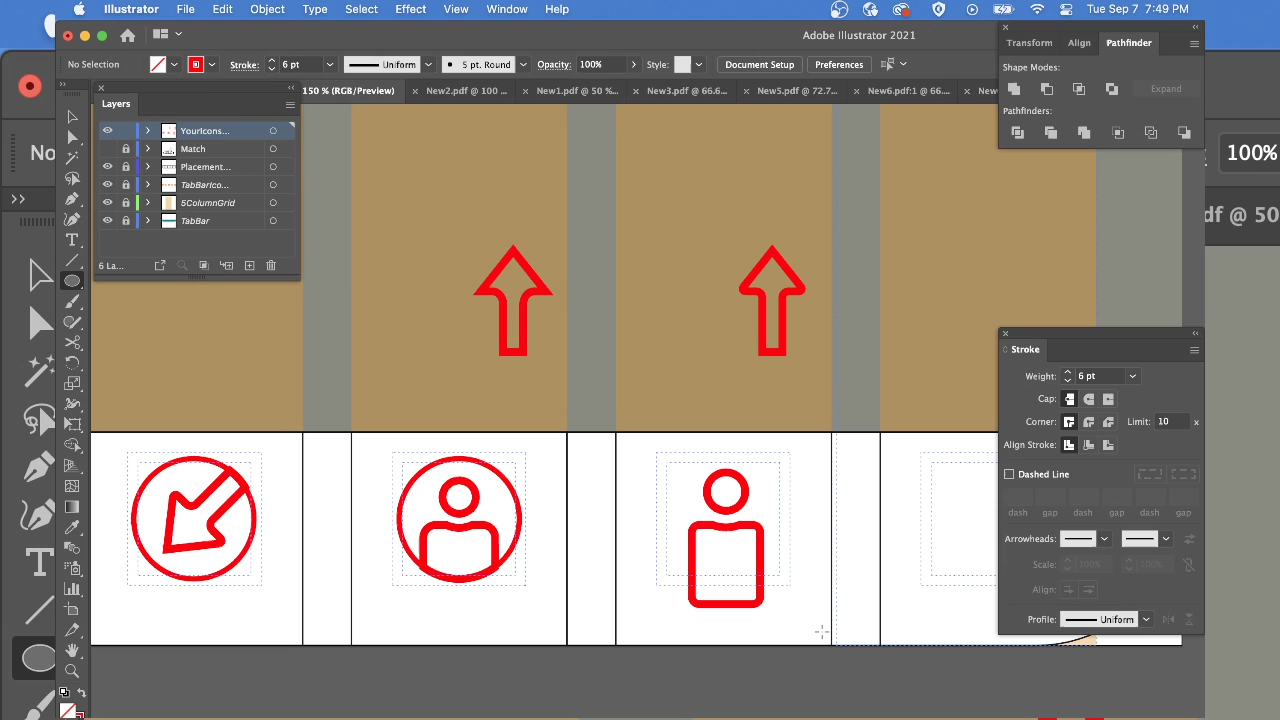 Illustrator File Edit Object Type Select Effect View Window Help Tue Sep 7 7:49 PM
Adobe Illustrator 2021
No Selection Stroke: 6 pt Uniform 5 pt. Round Opacity: 100% Style: Document Setup Preferences
150 % (RGB/Preview) × New2.pdf @ 100 ... × New1.pdf @ 50 %... × New3.pdf @ 66.6... × New5.pdf @ 72.7... × New6.pdf:1 @ 66....
Layers
YourIcons...
Match
Placement...
TabBarIco...
5ColumnGrid
TabBar
6 La...
Transform Align Pathfinder
Shape Modes:
Expand
Pathfinders:
No
100%
df @ 50
Stroke
Weight: 6 pt
Cap:
Corner: Limit: 10 x
Align Stroke:
Dashed Line
dash gap dash gap dash gap
Arrowheads:
Scale: 100% 100%
Align:
Profile: Uniform